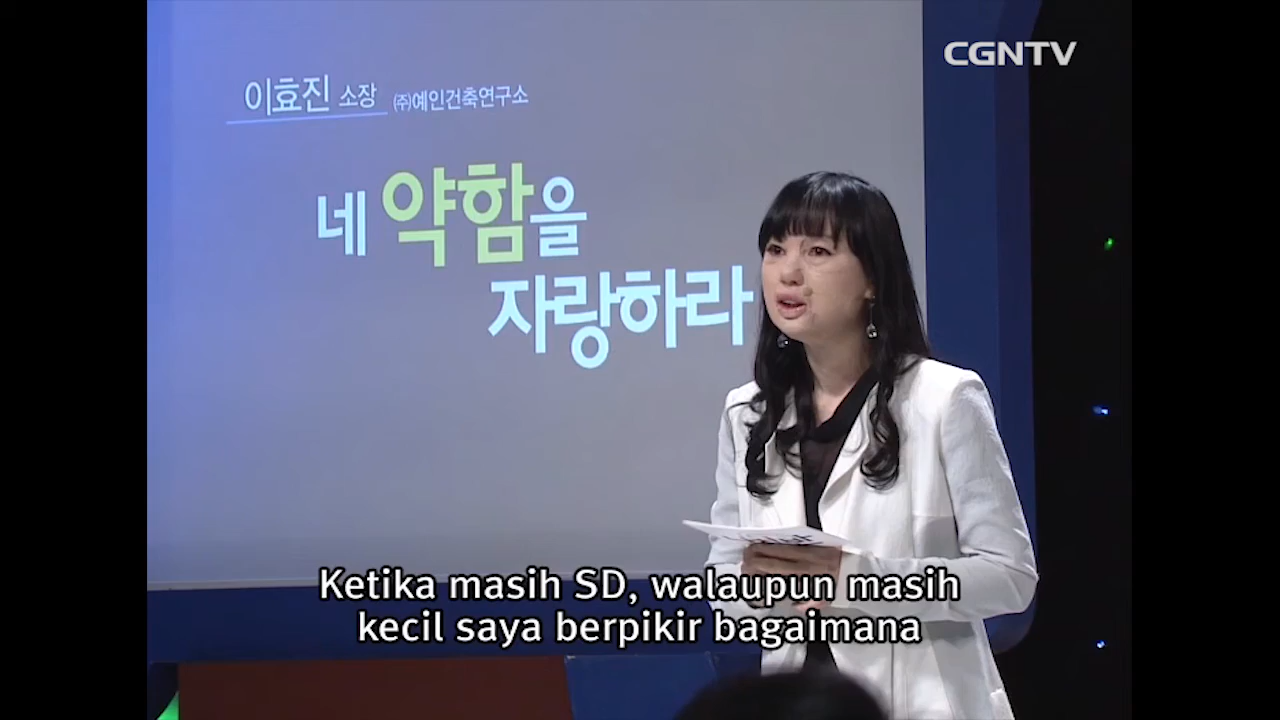 CGNTV
이효진 소장 ㈜예인건축연구소
네 약함을
자랑하라
Ketika masih SD, walaupun masih
kecil saya berpikir bagaimana